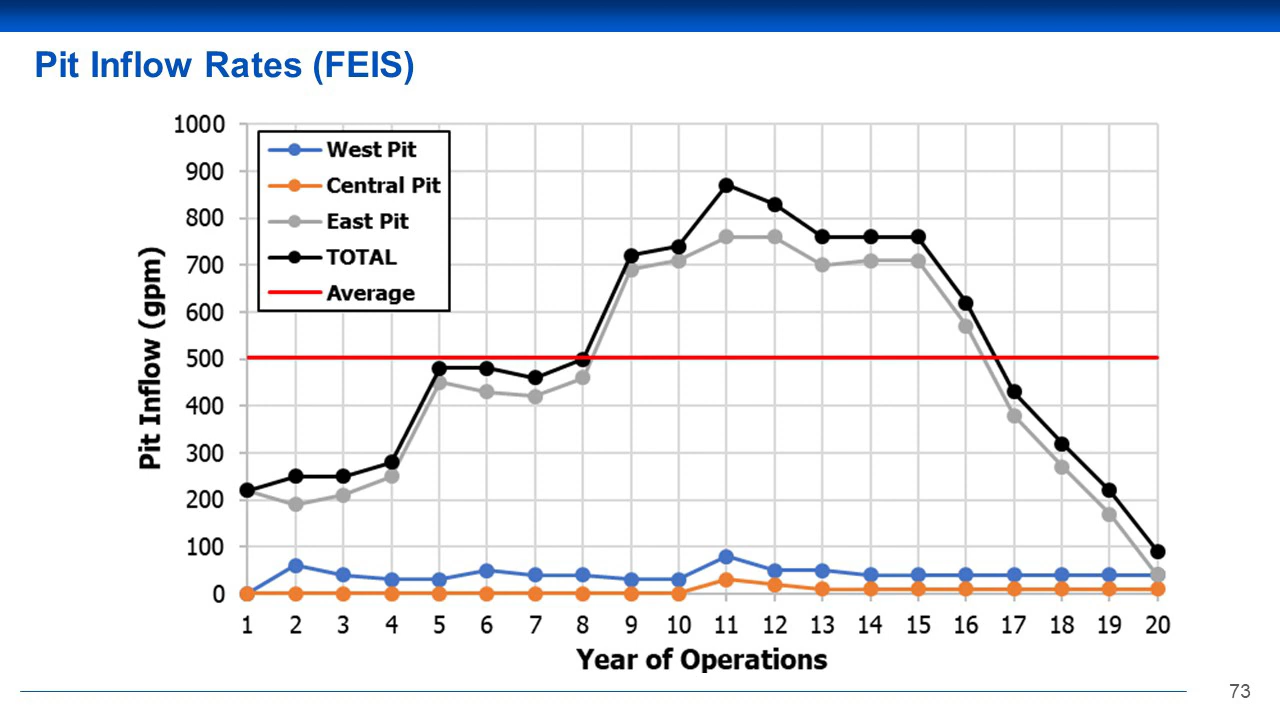 Pit Inflow Rates (FEIS)
1000
900
800
700
600
500
400
300
200
100
0
Pit Inflow (gpm)
West Pit
Central Pit
East Pit
TOTAL
Average
1 2 3 4 5 6 7 8 9 10 11 12 13 14 15 16 17 18 19 20
Year of Operations
73